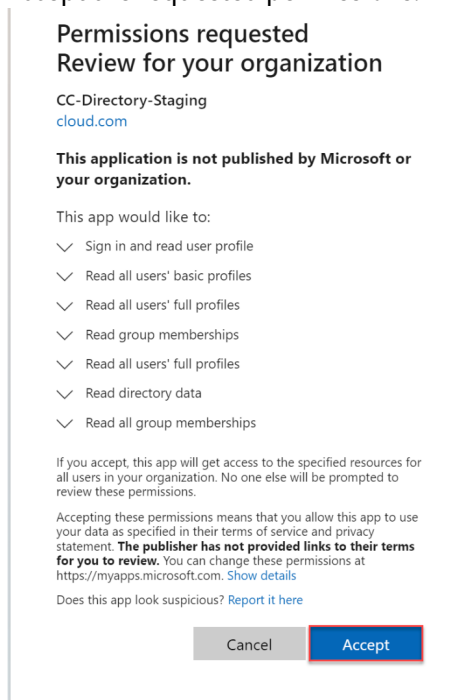 Permissions requested
Review for your organization
CC-Directory-Staging
cloud.com
This application is not published by Microsoft or
your organization.
This app would like to:
Sign in and read user profile
Read all users' basic profiles
Read all users' full profiles
Read group memberships
Read all users' full profiles
Read directory data
Read all group memberships
If you accept, this app will get access to the specified resources for
all users in your organization. No one else will be prompted to
review these permissions.
Accepting these permissions means that you allow this app to use
your data as specified in their terms of service and privacy
statement. The publisher has not provided links to their terms
for you to review. You can change these permissions at
https://myapps.microsoft.com. Show details
Does this app look suspicious? Report it here
Cancel Accept